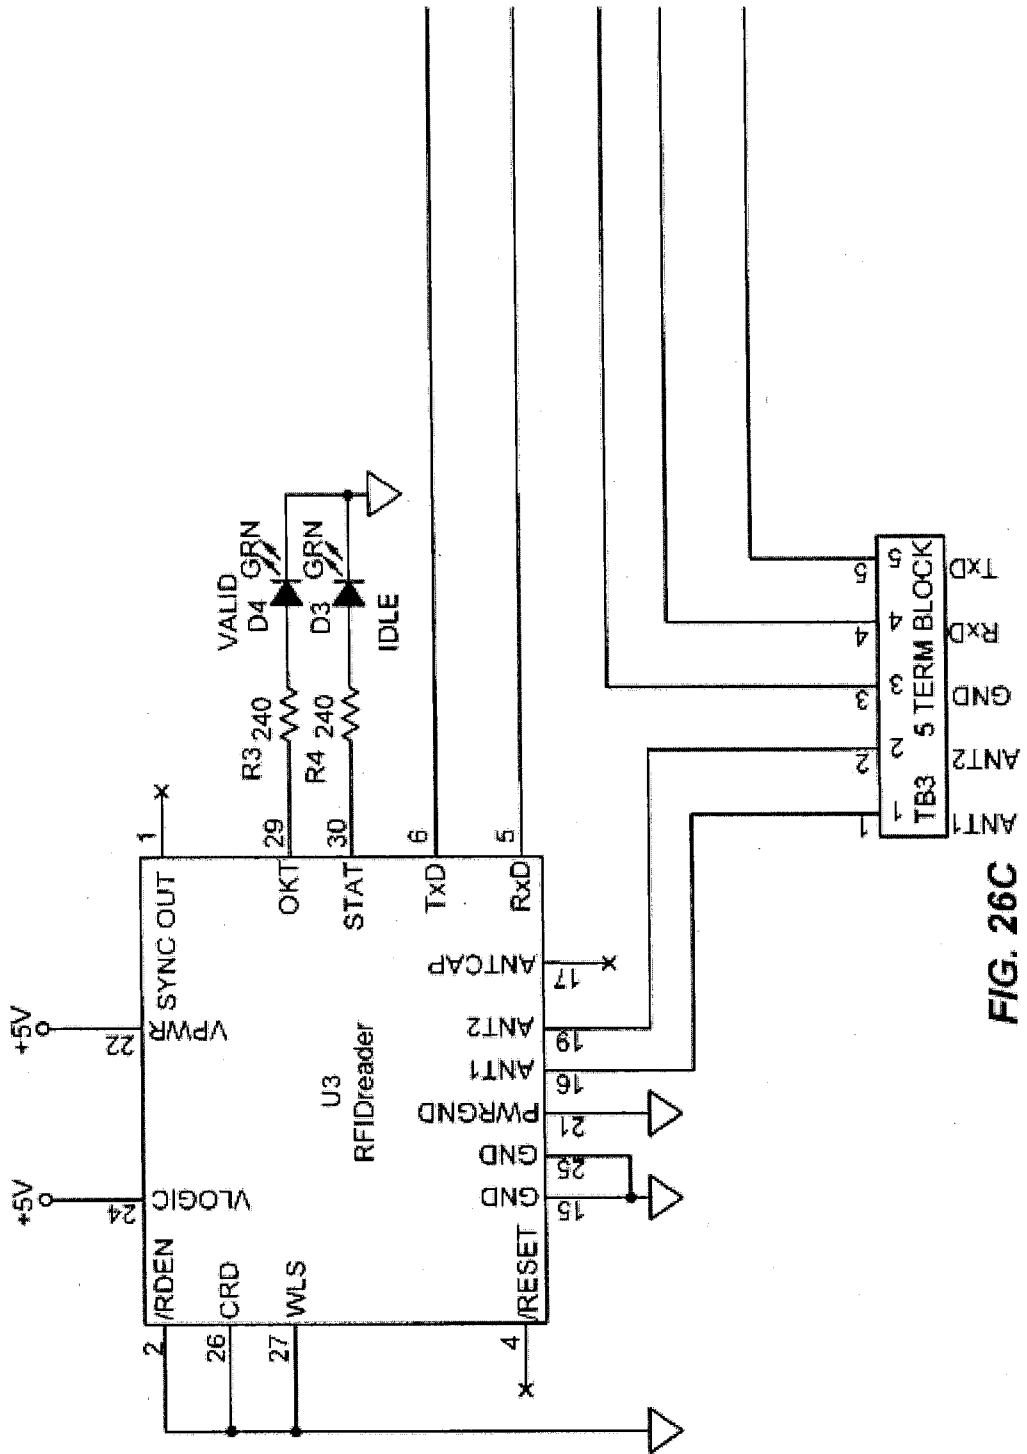 +5V
+5V
24
22
VLOGIC
VPWR
2
/RDEN
26
CRD
27
WLS
4
/RESET
U3
RFIDreader
SYNC OUT
1
OKT
29
STAT
30
TxD
6
RxD
5
R3
240
VALID
D4
GRN
R4
240
D3
GRN
IDLE
GND
15
GND
25
PWRGND
21
ANT1
16
ANT2
19
ANTCAP
17
1
2
3
4
5
1
2
3
4
5
TB3
5 TERM BLOCK
ANT1
ANT2
GND
RxD
TxD
FIG. 26C